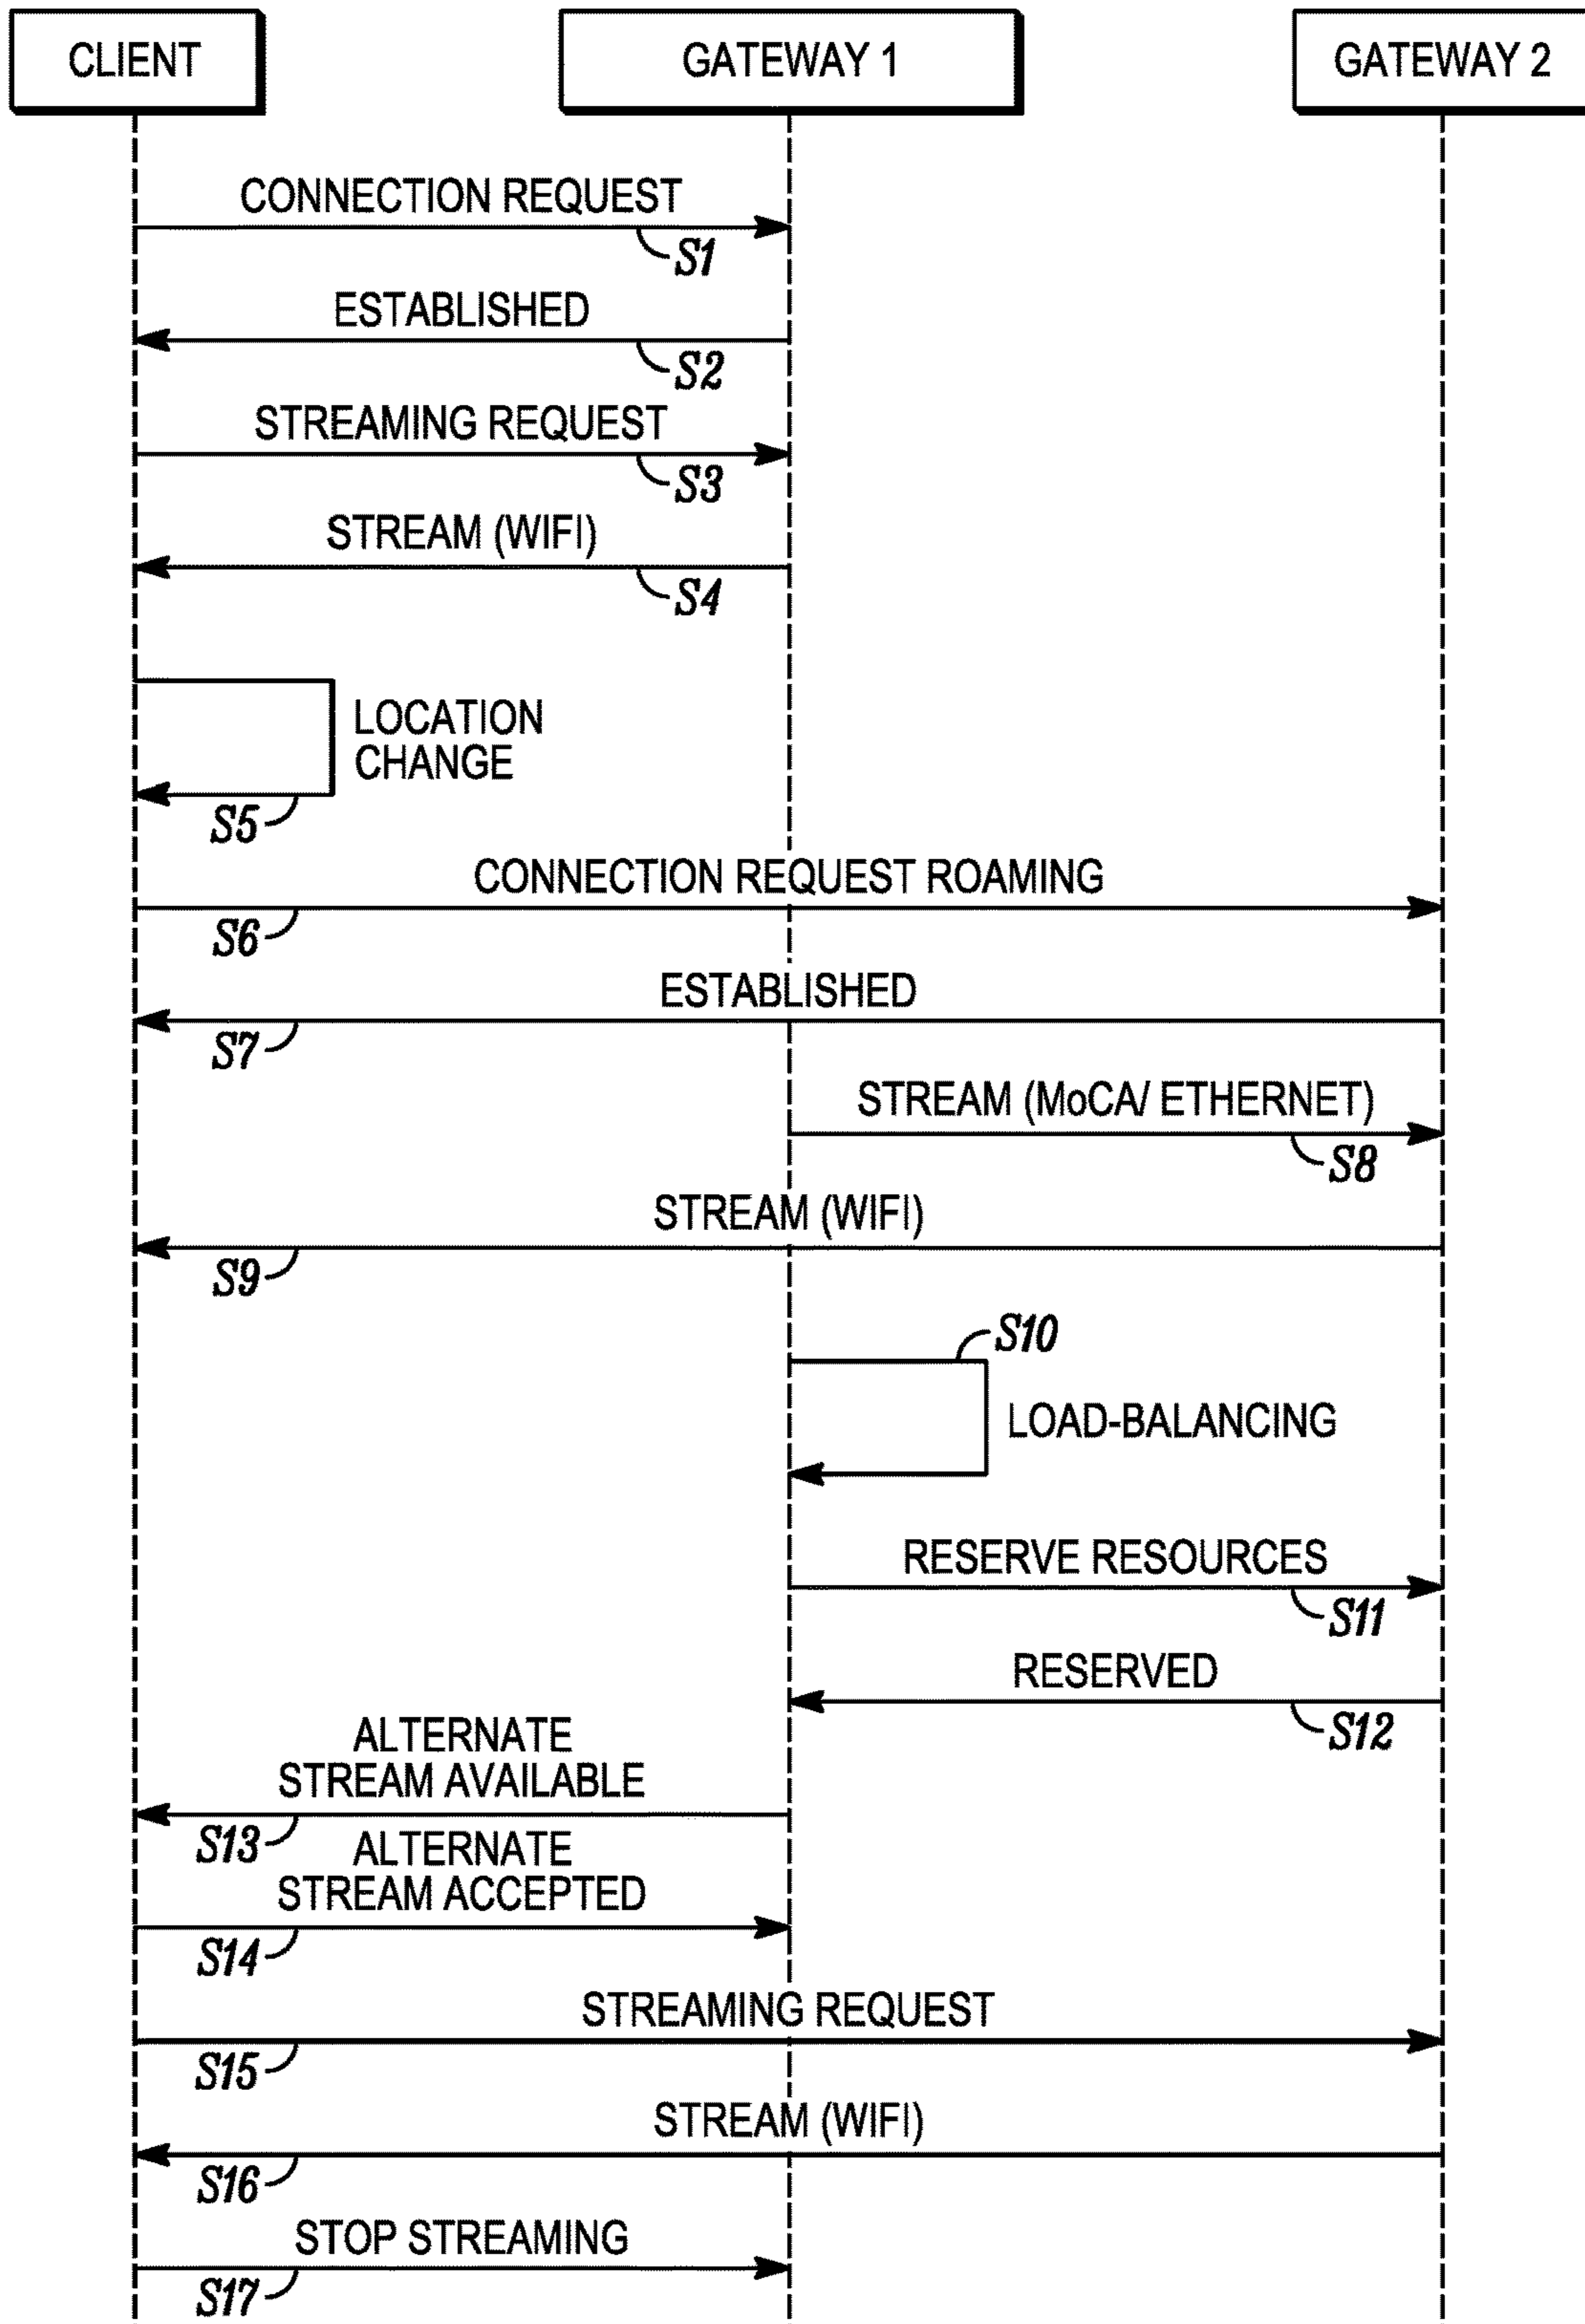 CLIENT
GATEWAY 1
GATEWAY 2
CONNECTION REQUEST
S1
ESTABLISHED
S2
STREAMING REQUEST
S3
STREAM (WIFI)
S4
LOCATION
CHANGE
S5
CONNECTION REQUEST ROAMING
S6
ESTABLISHED
S7
STREAM (MoCA/ ETHERNET)
S8
STREAM (WIFI)
S9
S10
LOAD-BALANCING
RESERVE RESOURCES
S11
RESERVED
S12
ALTERNATE
STREAM AVAILABLE
S13
ALTERNATE
STREAM ACCEPTED
S14
STREAMING REQUEST
S15
STREAM (WIFI)
S16
STOP STREAMING
S17